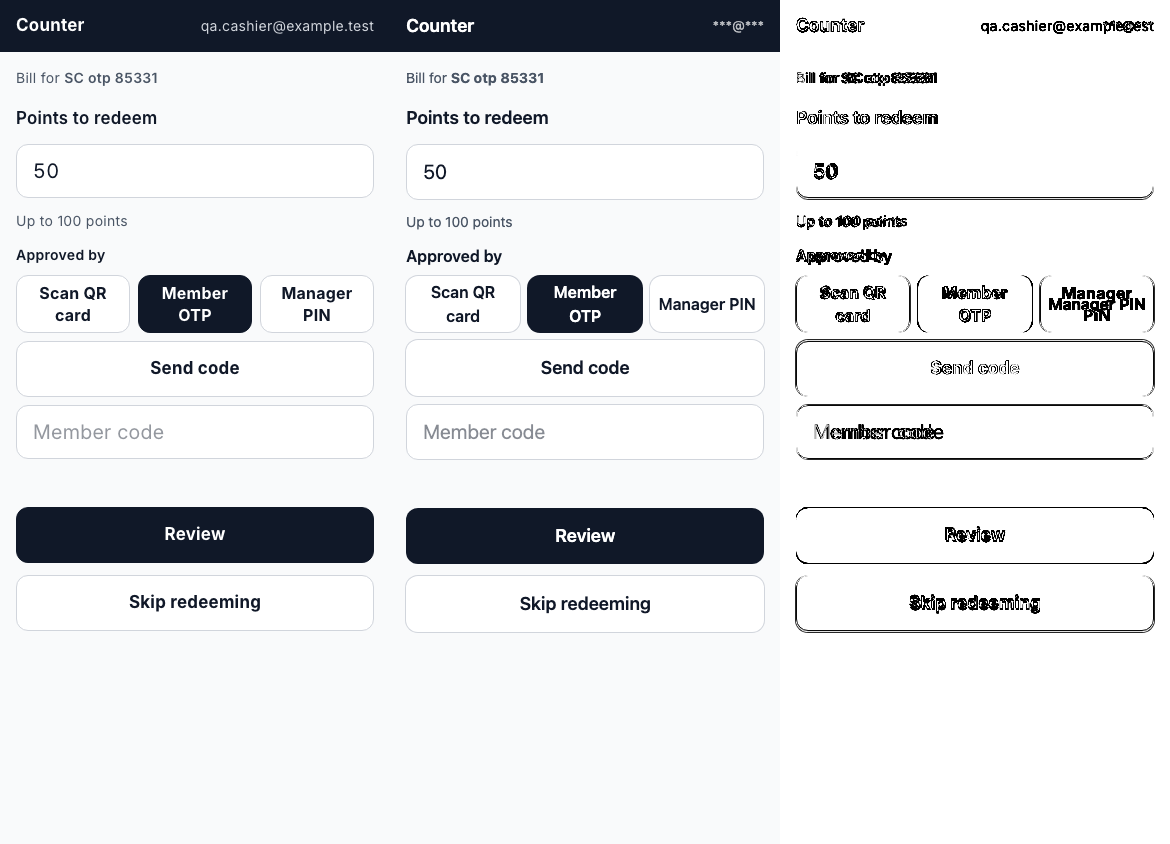 Counter
qa.cashier@example.test
Bill for SC otp 85331
Points to redeem
50
Up to 100 points
Approved by
Scan QR
card
Member
OTP
Manager
PIN
Send code
Member code
Review
Skip redeeming
Counter
***@***
Bill for SC otp 85331
Points to redeem
50
Up to 100 points
Approved by
Scan QR
card
Member
OTP
Manager PIN
Send code
Member code
Review
Skip redeeming
Counter
Points to redeem
50
Scan QR
card
Member
OTP
Manager
Manager PIN
PIN
Send code
Review
Skip redeeming